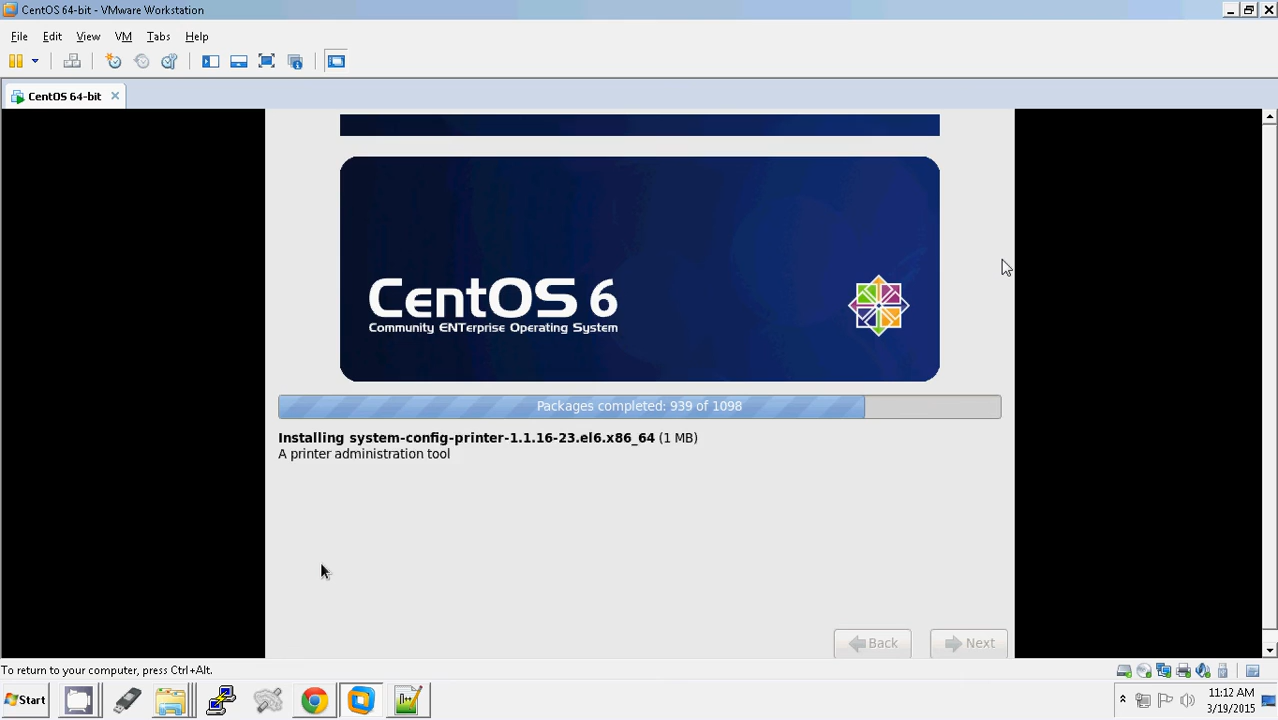 CentOS 64-bit - VMware Workstation
File Edit View VM Tabs Help
CentOS 64-bit
CentOS 6
Community ENTerprise Operating System
Packages completed: 939 of 1098
Installing system-config-printer-1.1.16-23.el6.x86_64 (1 MB)
A printer administration tool
Back Next
To return to your computer, press Ctrl+Alt.
Start
11:12 AM
3/19/2015